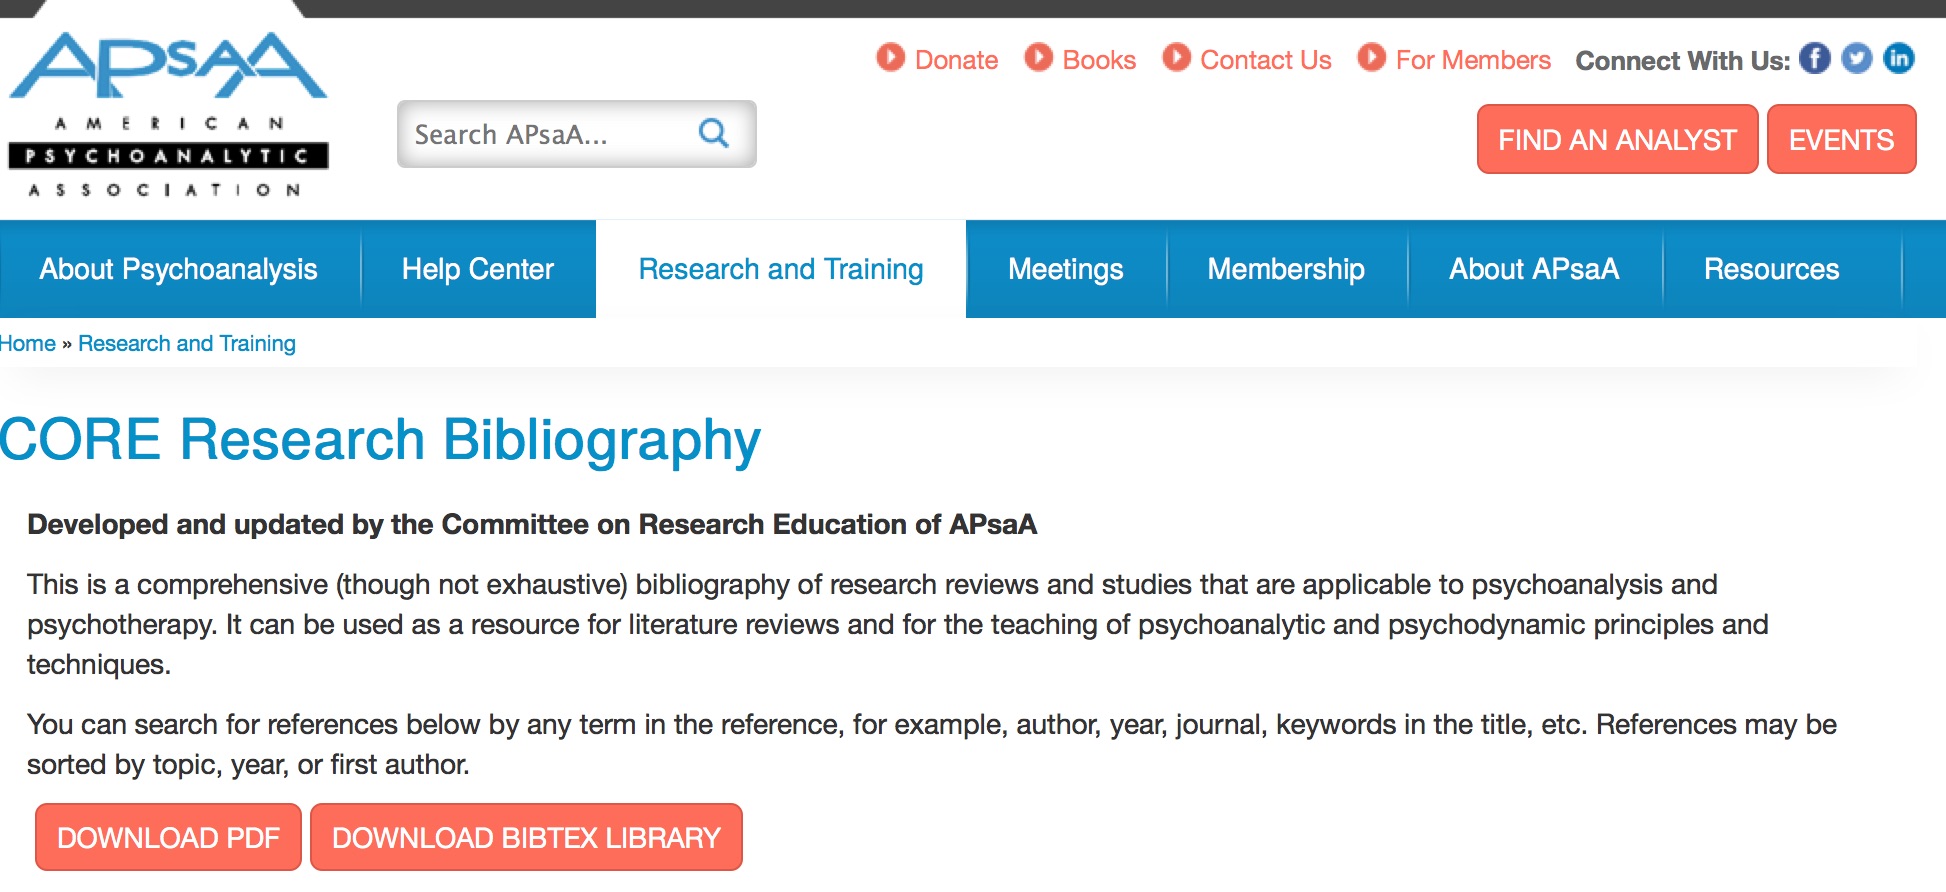 APsaA
AMERICAN
PSYCHOANALYTIC
ASSOCIATION
Donate Books Contact Us For Members Connect With Us: f in
Search APsaA...
FIND AN ANALYST EVENTS
About Psychoanalysis Help Center Research and Training Meetings Membership About APsaA Resources
Home » Research and Training
CORE Research Bibliography
Developed and updated by the Committee on Research Education of APsaA
This is a comprehensive (though not exhaustive) bibliography of research reviews and studies that are applicable to psychoanalysis and
psychotherapy. It can be used as a resource for literature reviews and for the teaching of psychoanalytic and psychodynamic principles and
techniques.
You can search for references below by any term in the reference, for example, author, year, journal, keywords in the title, etc. References may be
sorted by topic, year, or first author.
DOWNLOAD PDF DOWNLOAD BIBTEX LIBRARY